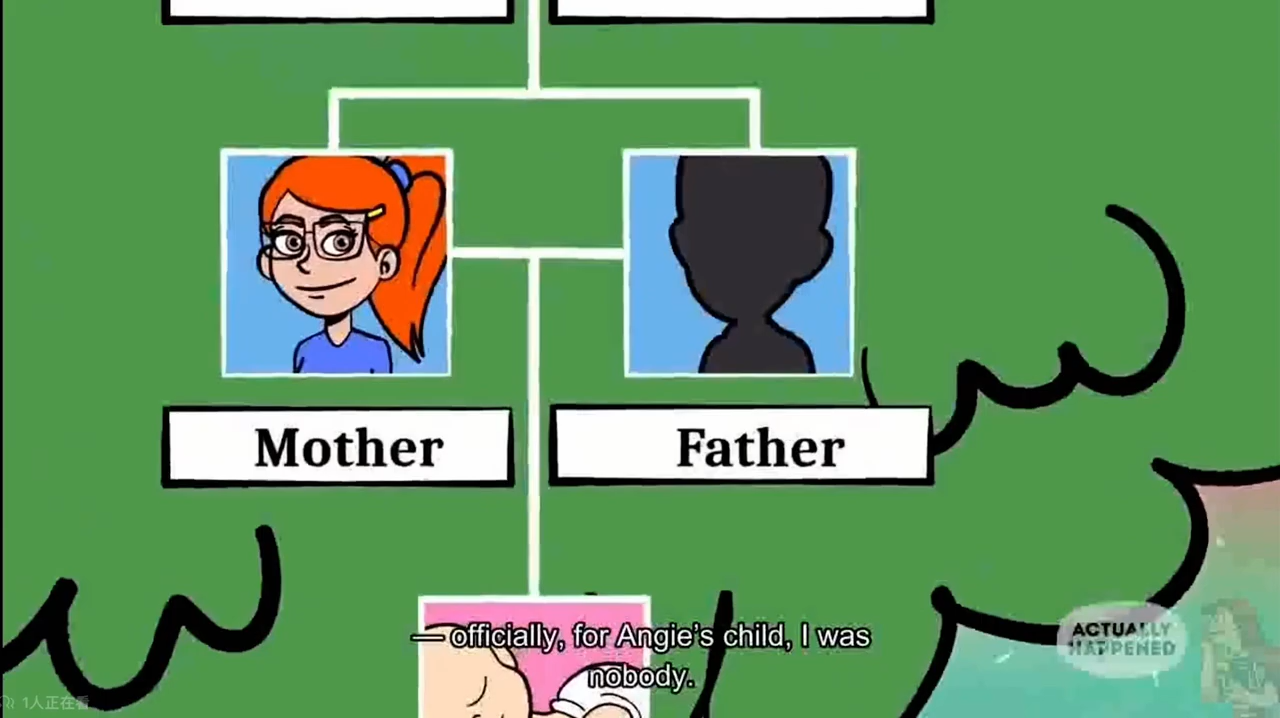 Mother
Father
— officially, for Angie's child, I was
nobody.
ACTUALLY
HAPPENED
1人正在看